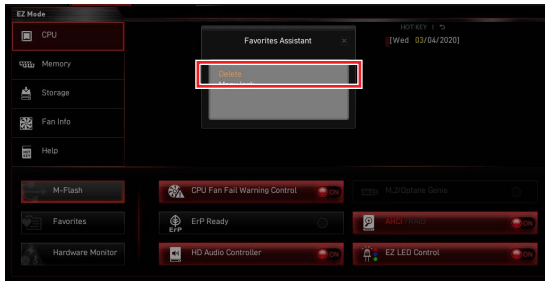 EZ Mode
CPU
Memory
Storage
Fan Info
Help
HOT KEY
[Wed 03/04/2020]
Favorites Assistant
Delete
M-Flash
Favorites
Hardware Monitor
CPU Fan Fail Warning Control
ON
M.2/Optane Genie
ErP
ErP Ready
AHCI / RAID
ON
HD Audio Controller
ON
EZ LED Control
ON